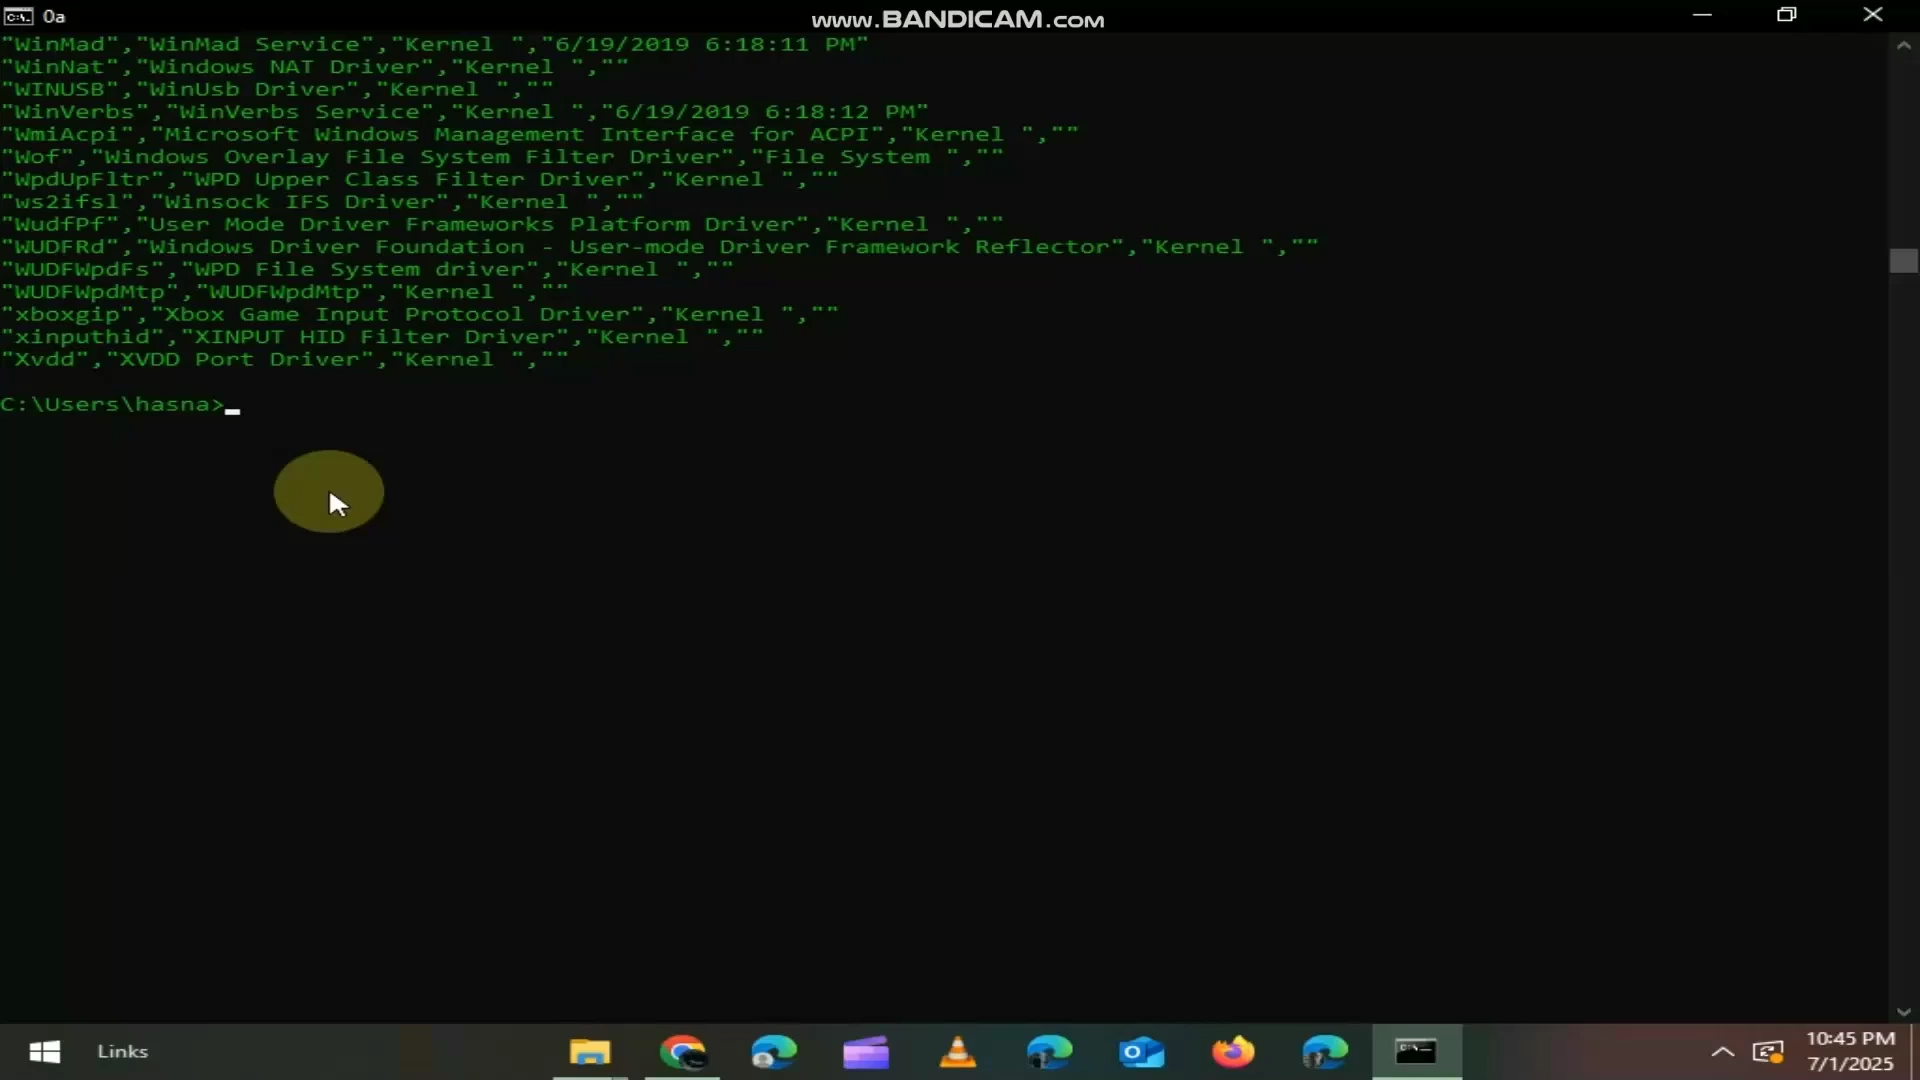 0a
www.BANDICAM.com
"WinMad","WinMad Service","Kernel ","6/19/2019 6:18:11 PM"
"WinNat","Windows NAT Driver","Kernel ",""
"WINUSB","WinUsb Driver","Kernel ",""
"WinVerbs","WinVerbs Service","Kernel ","6/19/2019 6:18:12 PM"
"WmiAcpi","Microsoft Windows Management Interface for ACPI","Kernel ",""
"Wof","Windows Overlay File System Filter Driver","File System ",""
"WpdUpFltr","WPD Upper Class Filter Driver","Kernel ",""
"ws2ifsl","Winsock IFS Driver","Kernel ",""
"WudfPf","User Mode Driver Frameworks Platform Driver","Kernel ",""
"WUDFRd","Windows Driver Foundation - User-mode Driver Framework Reflector","Kernel ",""
"WUDFWpdFs","WPD File System driver","Kernel ",""
"WUDFWpdMtp","WUDFWpdMtp","Kernel ",""
"xboxgip","Xbox Game Input Protocol Driver","Kernel ",""
"xinputhid","XINPUT HID Filter Driver","Kernel ",""
"Xvdd","XVDD Port Driver","Kernel ",""
C:\Users\hasna>
Links
10:45 PM
7/1/2025